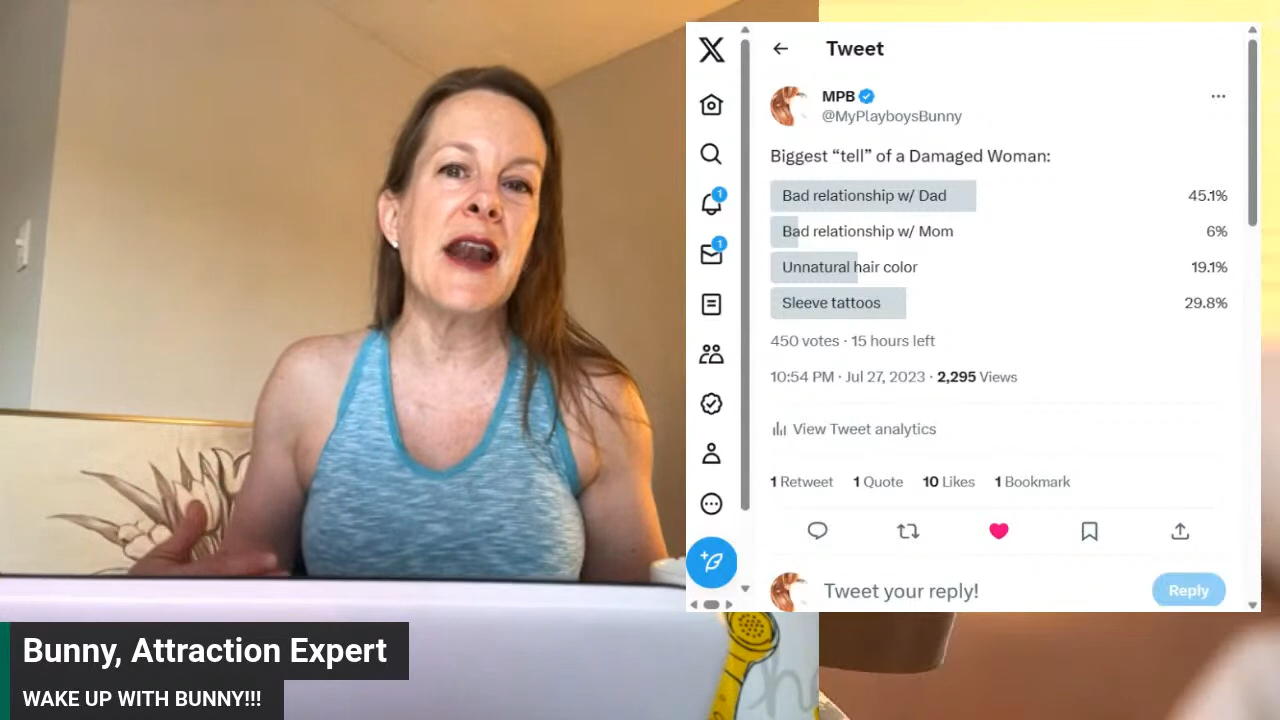 Tweet
MPB
@MyPlayboysBunny
Biggest “tell” of a Damaged Woman:
Bad relationship w/ Dad 45.1%
Bad relationship w/ Mom 6%
Unnatural hair color 19.1%
Sleeve tattoos 29.8%
450 votes · 15 hours left
10:54 PM · Jul 27, 2023 · 2,295 Views
View Tweet analytics
1 Retweet 1 Quote 10 Likes 1 Bookmark
Tweet your reply! Reply
1
1
Bunny, Attraction Expert
WAKE UP WITH BUNNY!!!